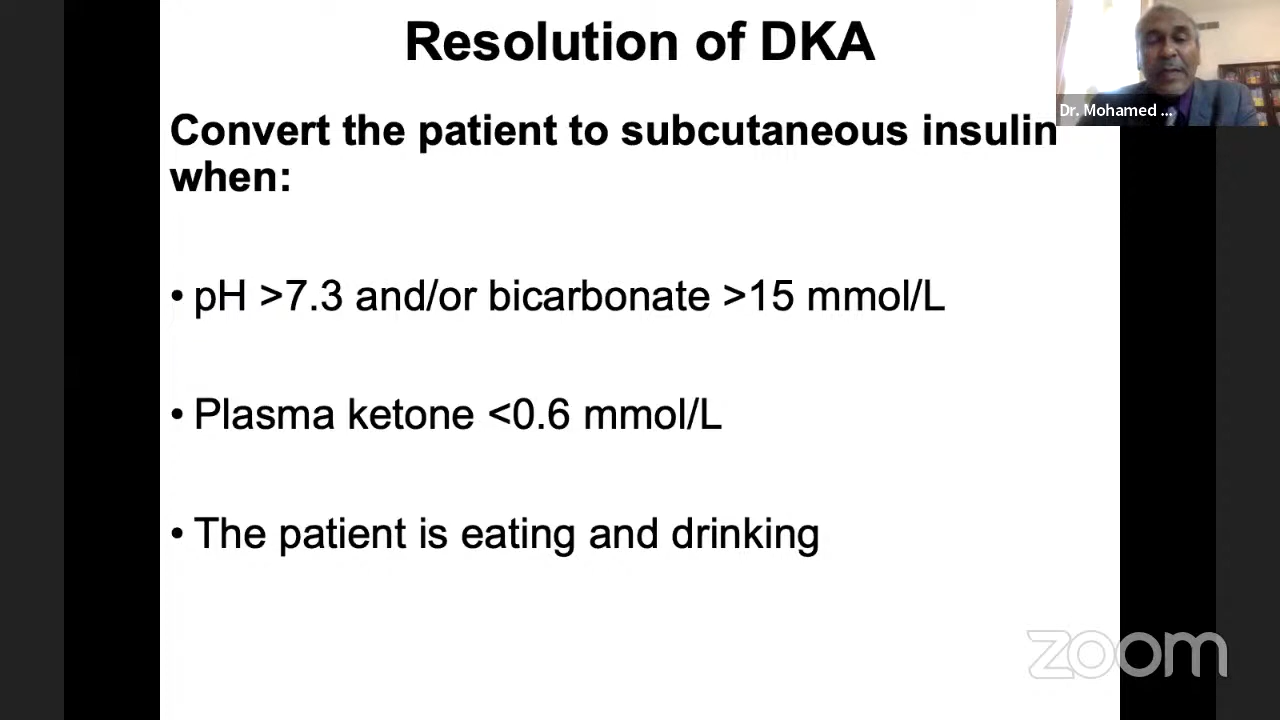 Resolution of DKA
Dr. Mohamed ...
Convert the patient to subcutaneous insulin
when:
• pH >7.3 and/or bicarbonate >15 mmol/L
• Plasma ketone <0.6 mmol/L
• The patient is eating and drinking
zoom